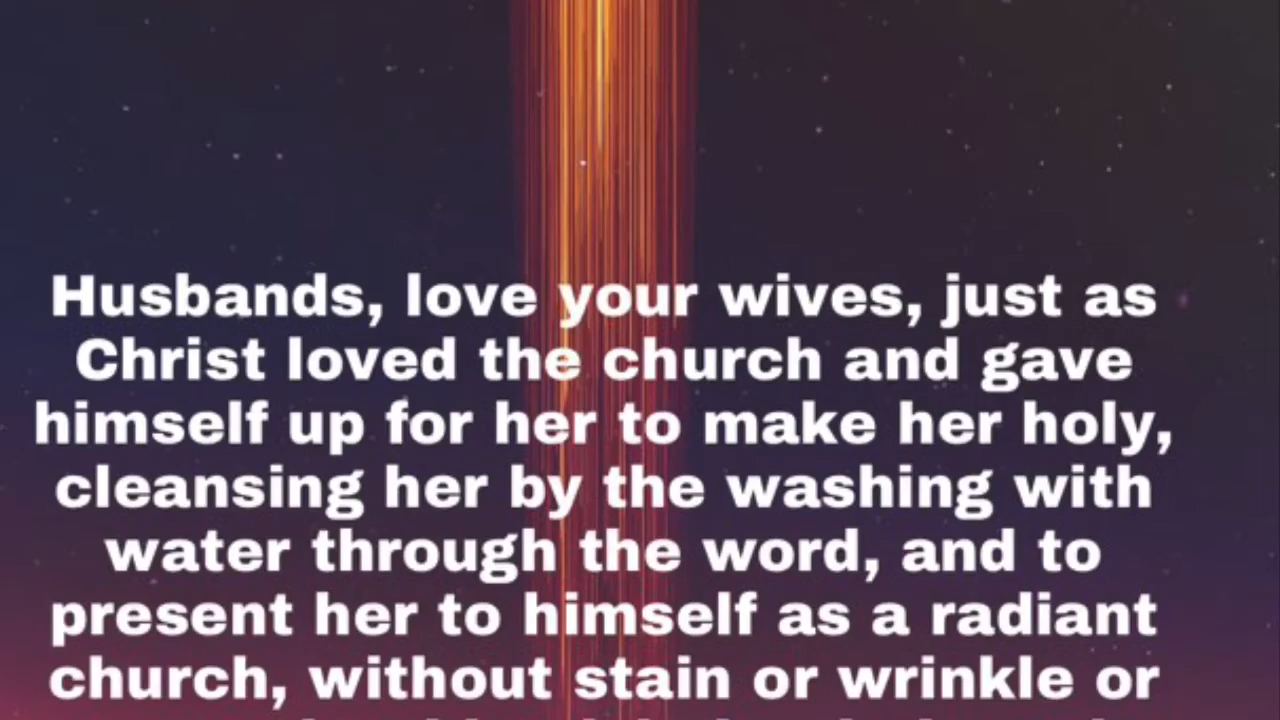 Husbands, love your wives, just as
Christ loved the church and gave
himself up for her to make her holy,
cleansing her by the washing with
water through the word, and to
present her to himself as a radiant
church, without stain or wrinkle or